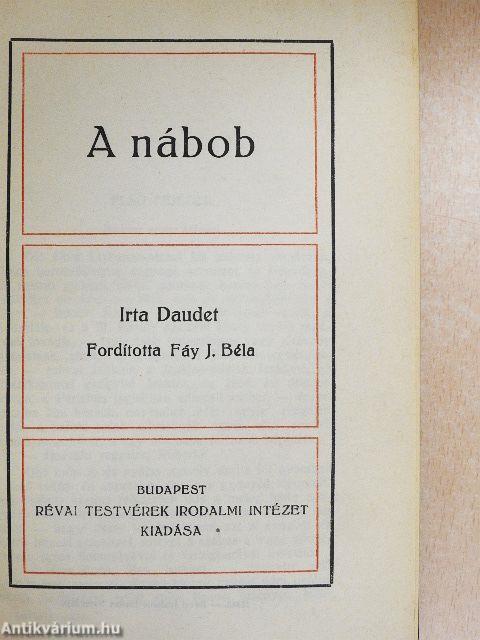 A nábob
Irta Daudet
Fordította Fáy J. Béla
BUDAPEST
RÉVAI TESTVÉREK IRODALMI INTÉZET
KIADÁSA
Antikvárium.hu